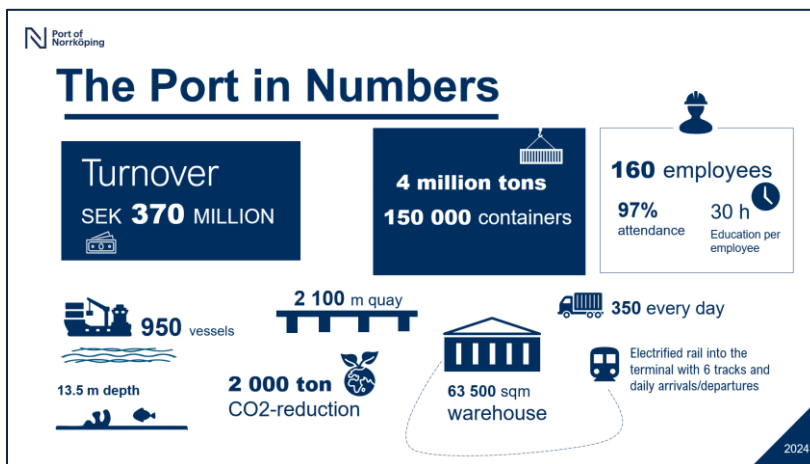 Port of
Norrköping
The Port in Numbers
Turnover
SEK 370 MILLION
4 million tons
150 000 containers
160 employees
97%
attendance
30 h
Education per
employee
950 vessels
2 100 m quay
350 every day
13.5 m depth
2 000 ton
CO2-reduction
63 500 sqm
warehouse
Electrified rail into the
terminal with 6 tracks and
daily arrivals/departures
2024